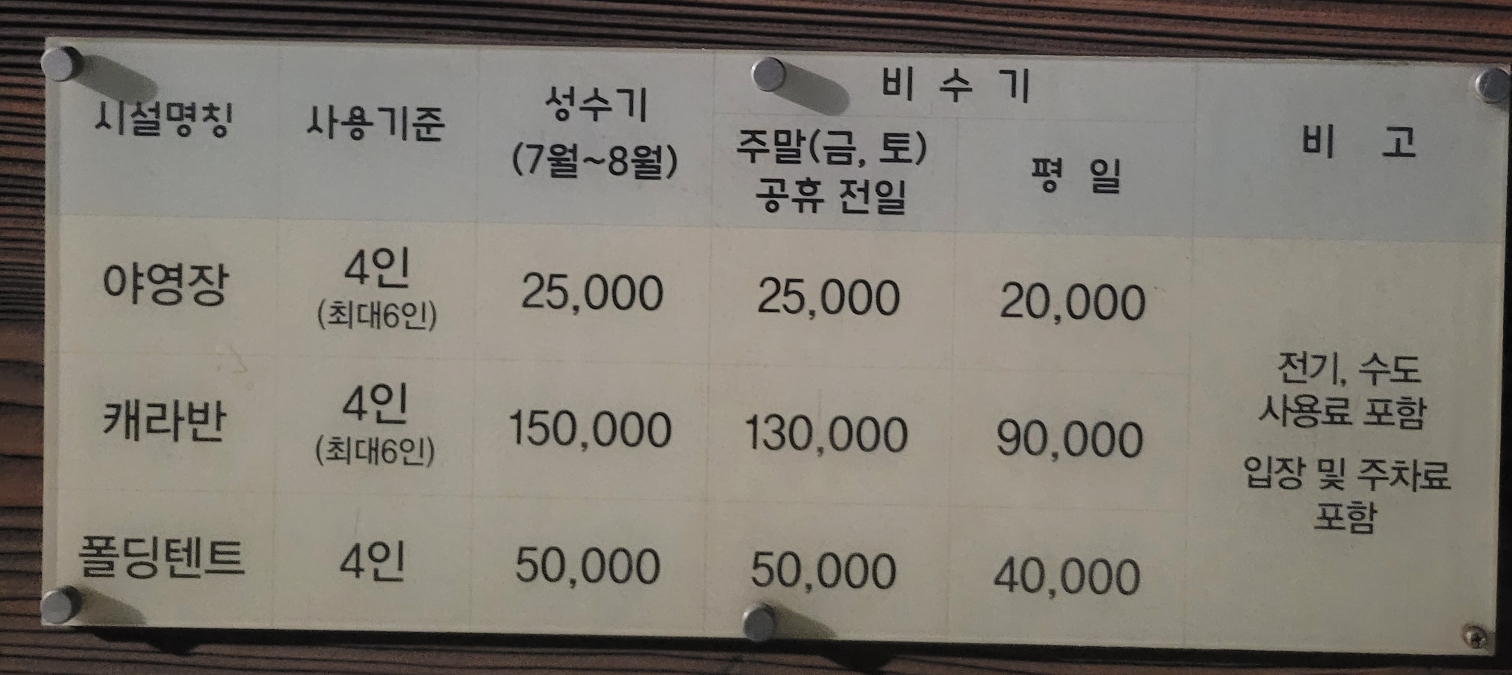 시설명칭
사용기준
성수기
(7월~8월)
비 수 기
주말(금, 토)
공휴 전일
평 일
비 고
야영장
4인
(최대6인)
25,000
25,000
20,000
캐라반
4인
(최대6인)
150,000
130,000
90,000
폴딩텐트
4인
50,000
50,000
40,000
전기, 수도
사용료 포함
입장 및 주차료
포함